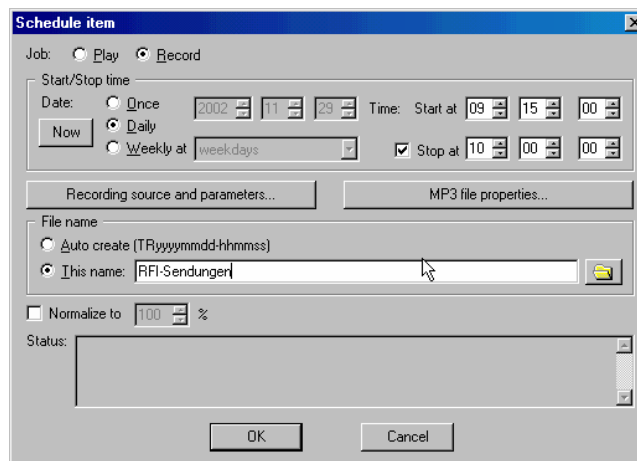 Schedule item
Job: Play Record
Start/Stop time
Date: Once 2002 11 29 Time: Start at 09 15 00
Now Daily
Weekly at weekdays Stop at 10 00 00
Recording source and parameters... MP3 file properties...
File name
Auto create (TRyyyymmdd-hhmmss)
This name: RFI-Sendungen
Normalize to 100 %
Status:
OK Cancel